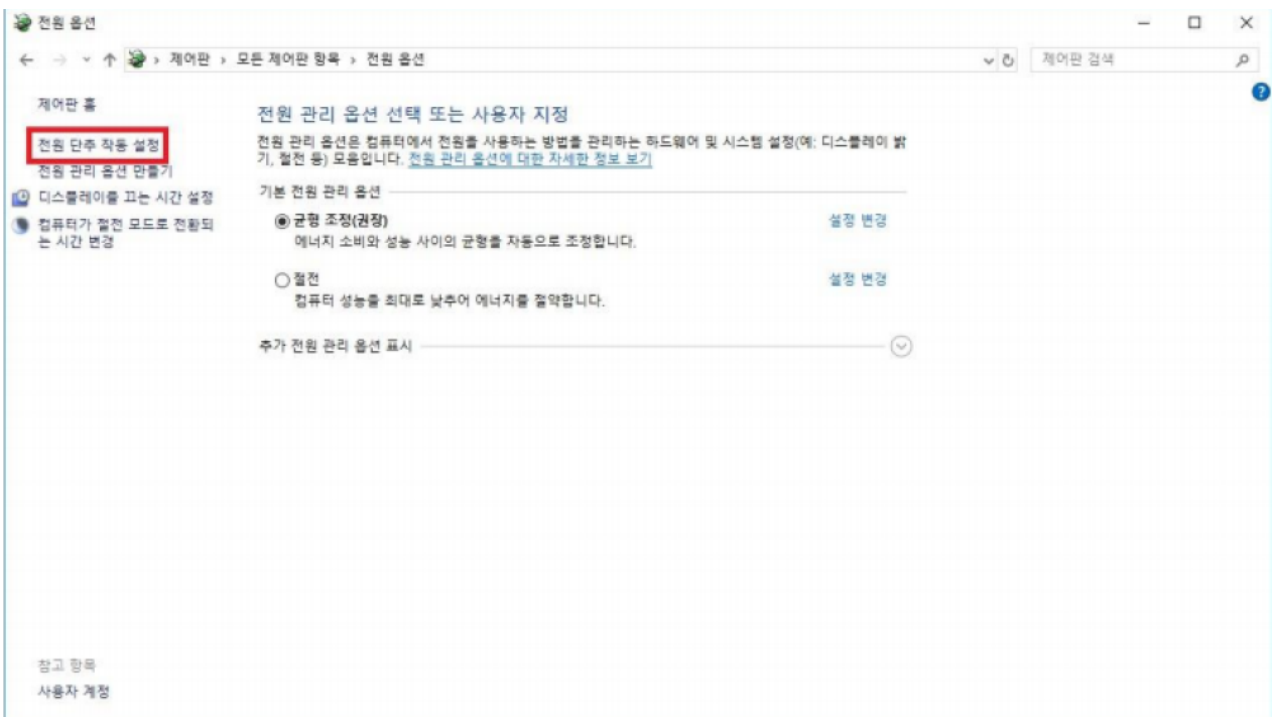 전원 옵션
제어판 › 모든 제어판 항목 › 전원 옵션
제어판 검색
제어판 홈
전원 단추 작동 설정
전원 관리 옵션 만들기
디스플레이를 끄는 시간 설정
컴퓨터가 절전 모드로 전환되
는 시간 변경
전원 관리 옵션 선택 또는 사용자 지정
전원 관리 옵션은 컴퓨터에서 전원을 사용하는 방법을 관리하는 하드웨어 및 시스템 설정(예: 디스플레이 밝
기, 절전 등) 모음입니다. 전원 관리 옵션에 대한 자세한 정보 보기
기본 전원 관리 옵션
균형 조정(권장) 설정 변경
에너지 소비와 성능 사이의 균형을 자동으로 조정합니다.
절전 설정 변경
컴퓨터 성능을 최대로 낮추어 에너지를 절약합니다.
추가 전원 관리 옵션 표시
참고 항목
사용자 계정